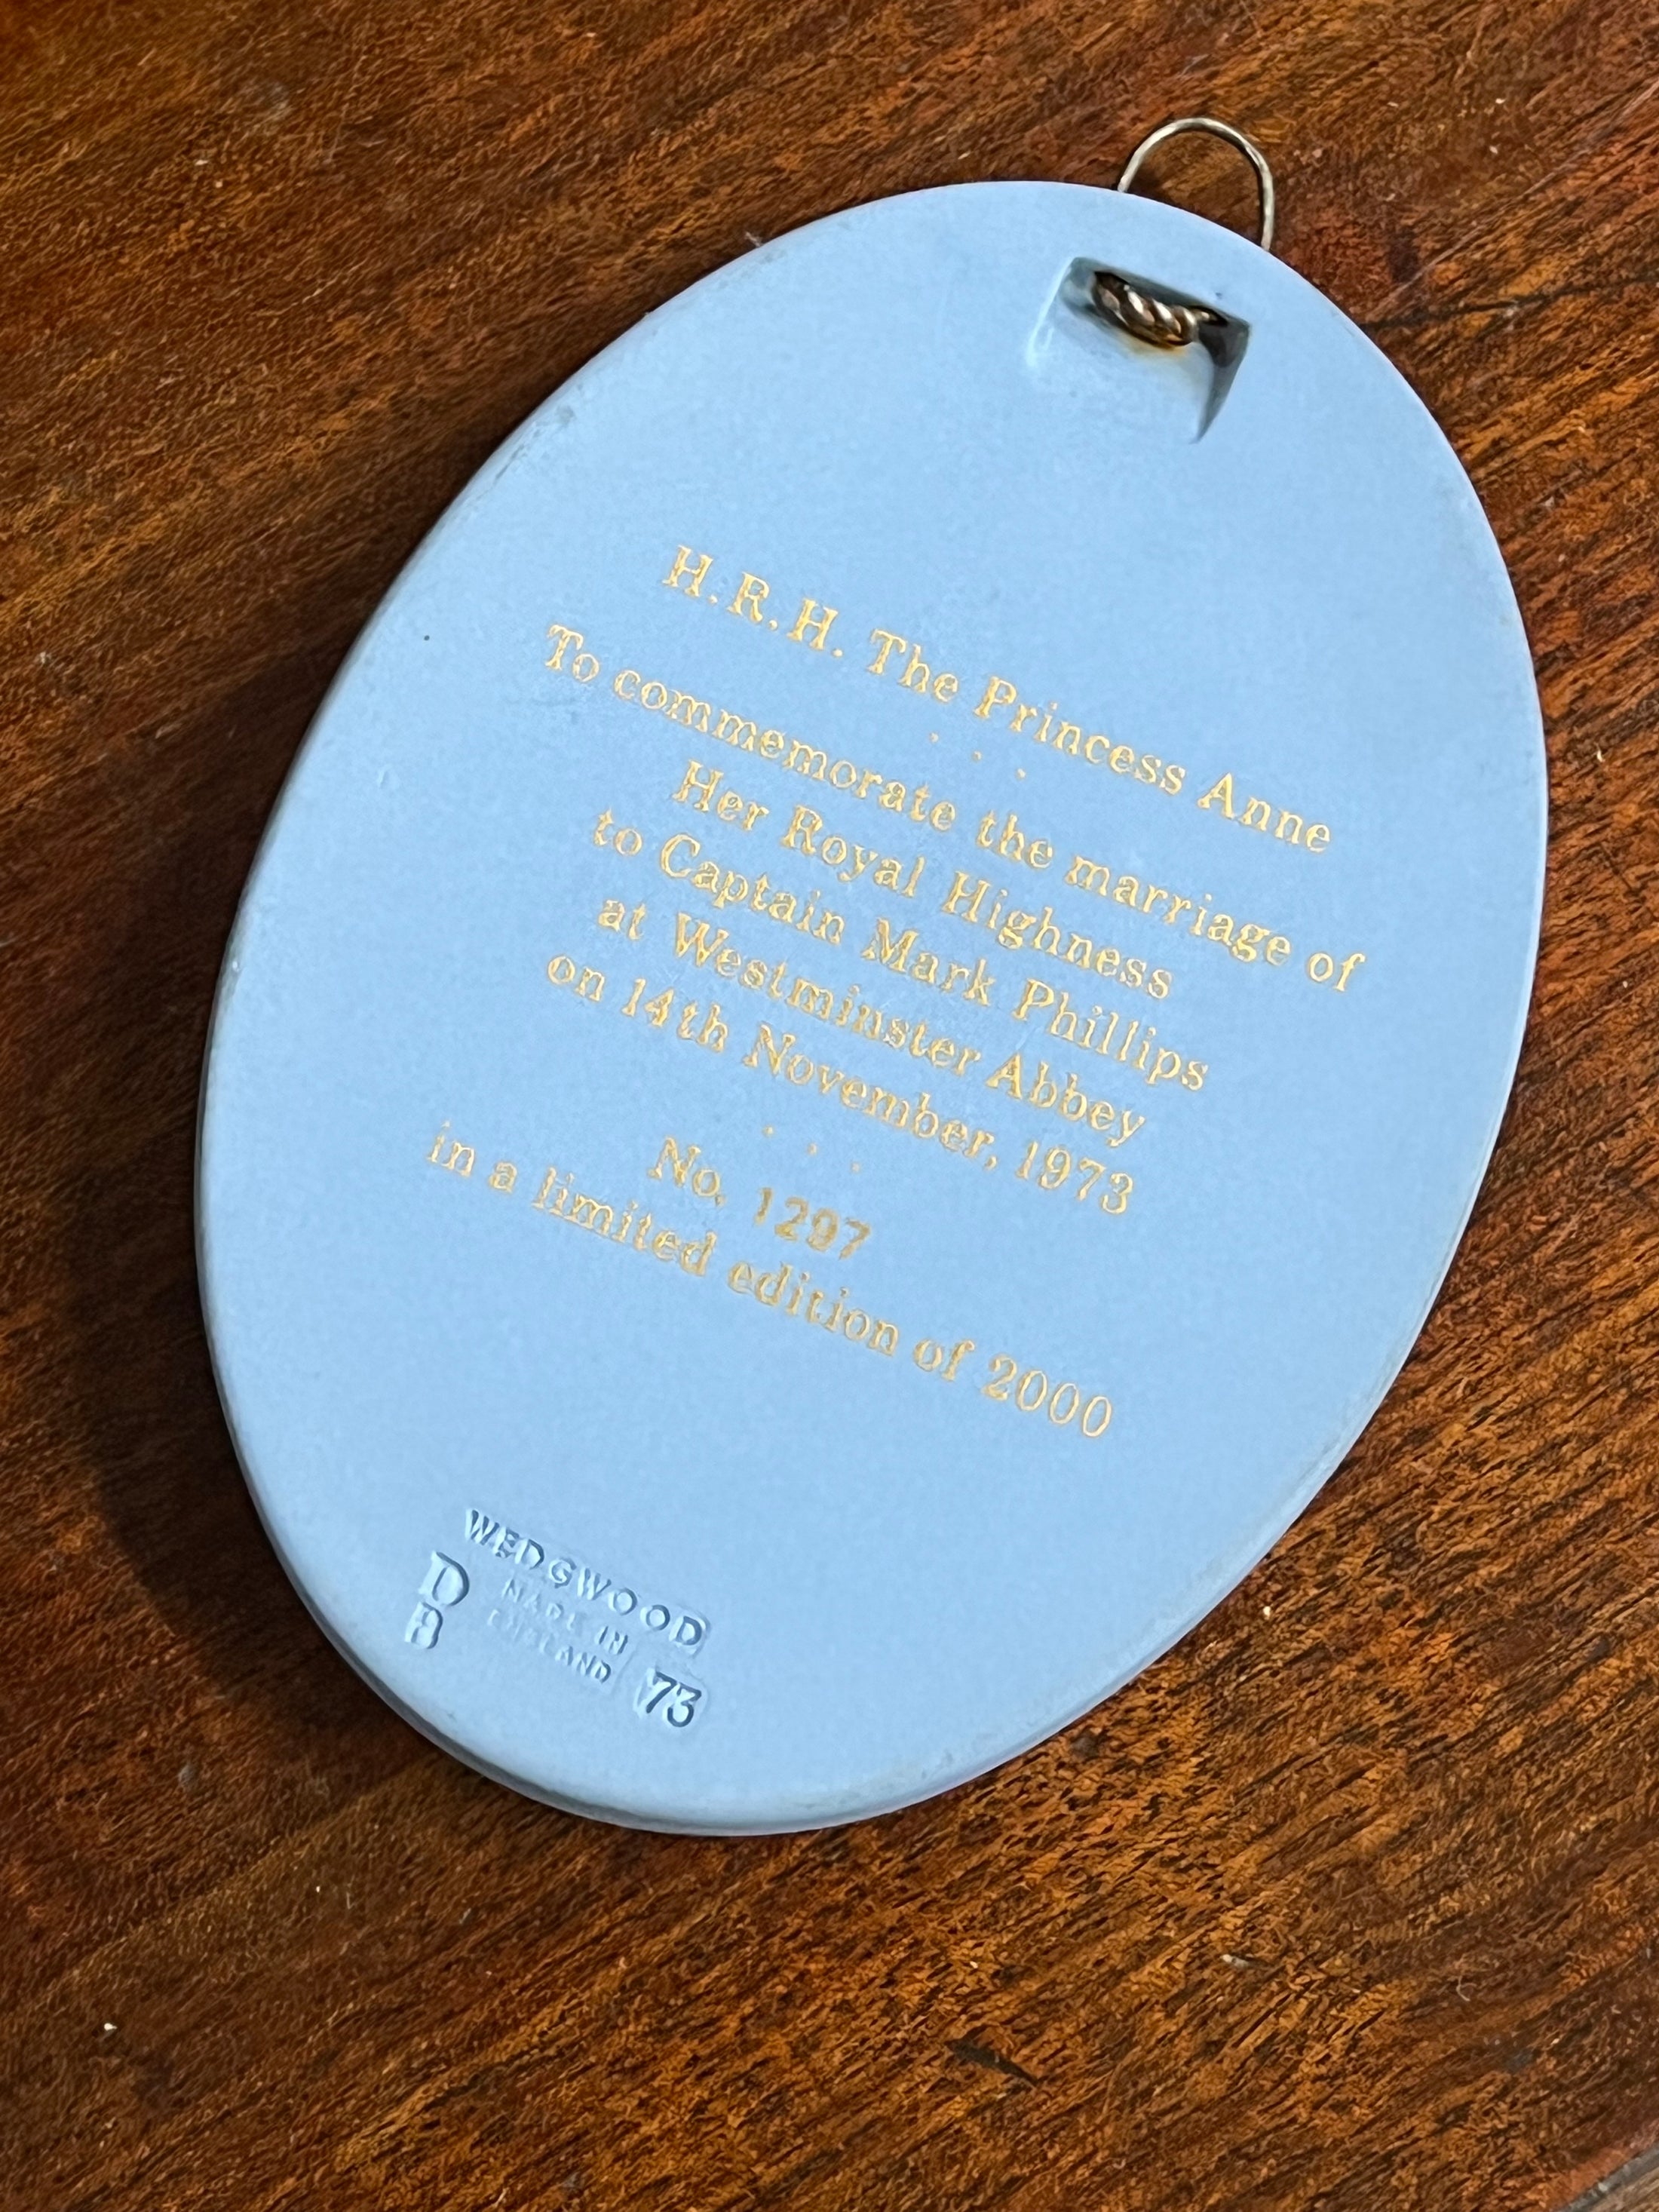 H.R.H. The Princess Anne
. . .
To commemorate the marriage of
Her Royal Highness
to Captain Mark Phillips
at Westminster Abbey
on 14th November, 1973
. . .
No. 1297
in a limited edition of 2000
WEDGWOOD
D
B
MADE IN
ENGLAND
73